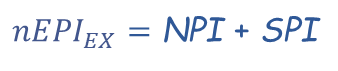 nEPI_EX = NPI + SPI